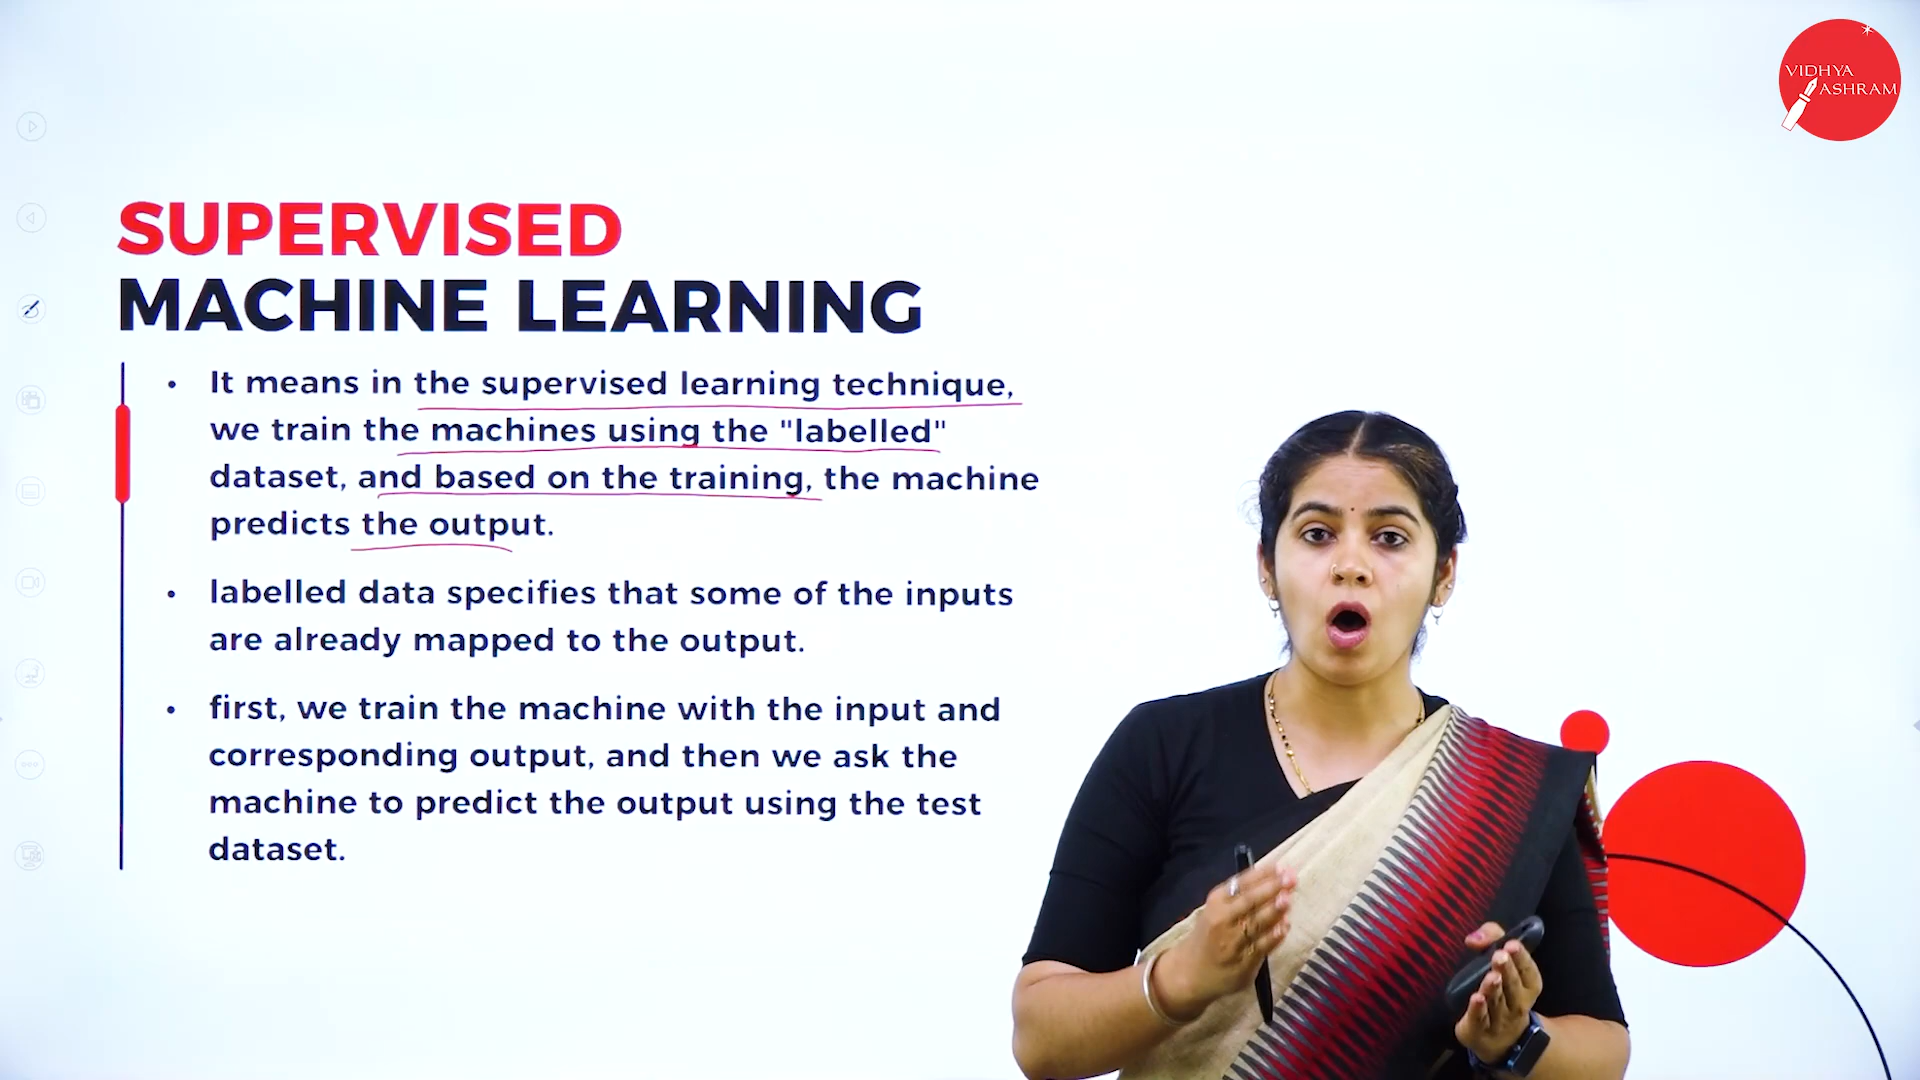 VIDHYA
ASHRAM
SUPERVISED
MACHINE LEARNING
• It means in the supervised learning technique,
we train the machines using the "labelled"
dataset, and based on the training, the machine
predicts the output.
• labelled data specifies that some of the inputs
are already mapped to the output.
• first, we train the machine with the input and
corresponding output, and then we ask the
machine to predict the output using the test
dataset.